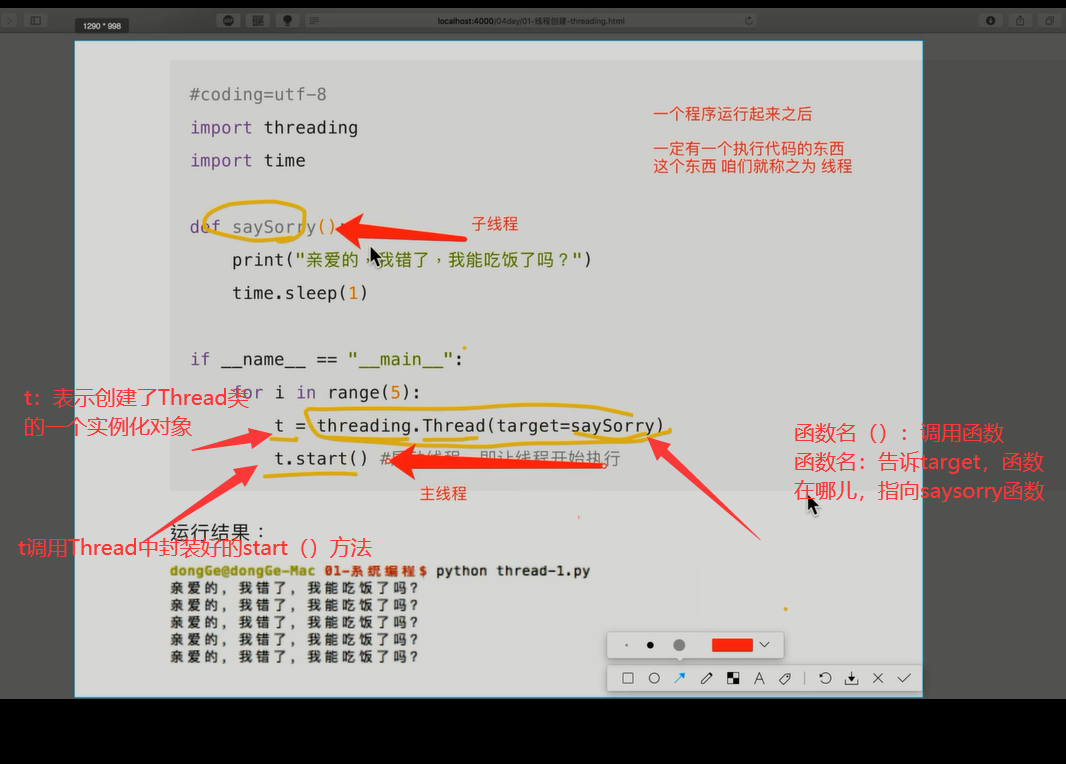 localhost:4000/04day/01-线程创建-threading.html
1290 * 998
#coding=utf-8
import threading
import time
一个程序运行起来之后
一定有一个执行代码的东西
这个东西 咱们就称之为 线程
def saySorry():
子线程
print("亲爱的，我错了，我能吃饭了吗？")
time.sleep(1)
if __name__ == "__main__":
for i in range(5):
t = threading.Thread(target=saySorry)
t.start() #启动线程，即让线程开始执行
t：表示创建了Thread类
的一个实例化对象
函数名（）：调用函数
函数名：告诉target，函数
在哪儿，指向saysorry函数
主线程
运行结果：
t调用Thread中封装好的start（）方法
dongGe@dongGe-Mac 01-系统编程$ python thread-1.py
亲爱的，我错了，我能吃饭了吗？
亲爱的，我错了，我能吃饭了吗？
亲爱的，我错了，我能吃饭了吗？
亲爱的，我错了，我能吃饭了吗？
亲爱的，我错了，我能吃饭了吗？